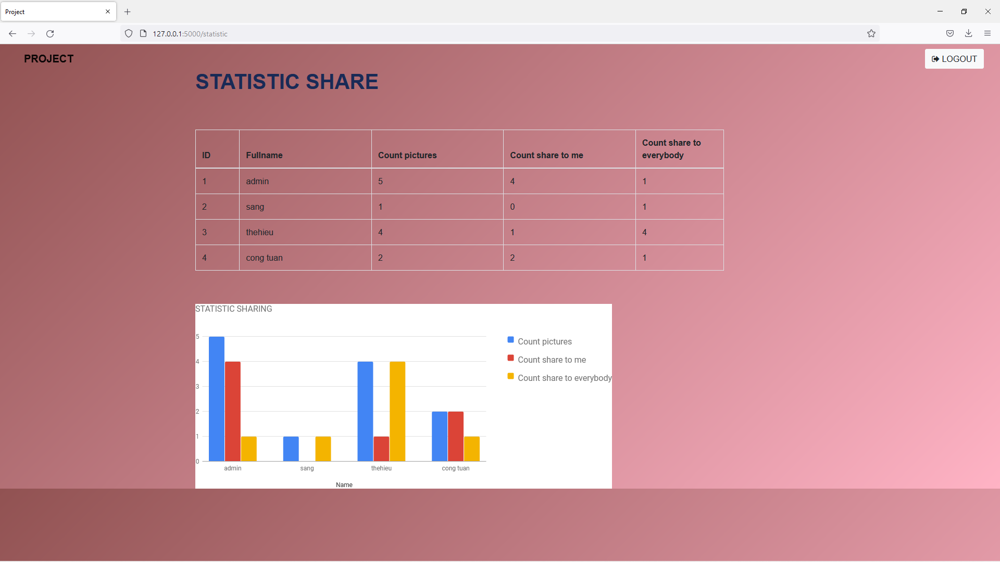 Project
127.0.0.1:5000/statistic
PROJECT
LOGOUT
STATISTIC SHARE
ID Fullname Count pictures Count share to me Count share to everybody
1 admin 5 4 1
2 sang 1 0 1
3 thehieu 4 1 4
4 cong tuan 2 2 1
STATISTIC SHARING
5
4
3
2
1
0
admin sang thehieu cong tuan
Name
Count pictures
Count share to me
Count share to everybody